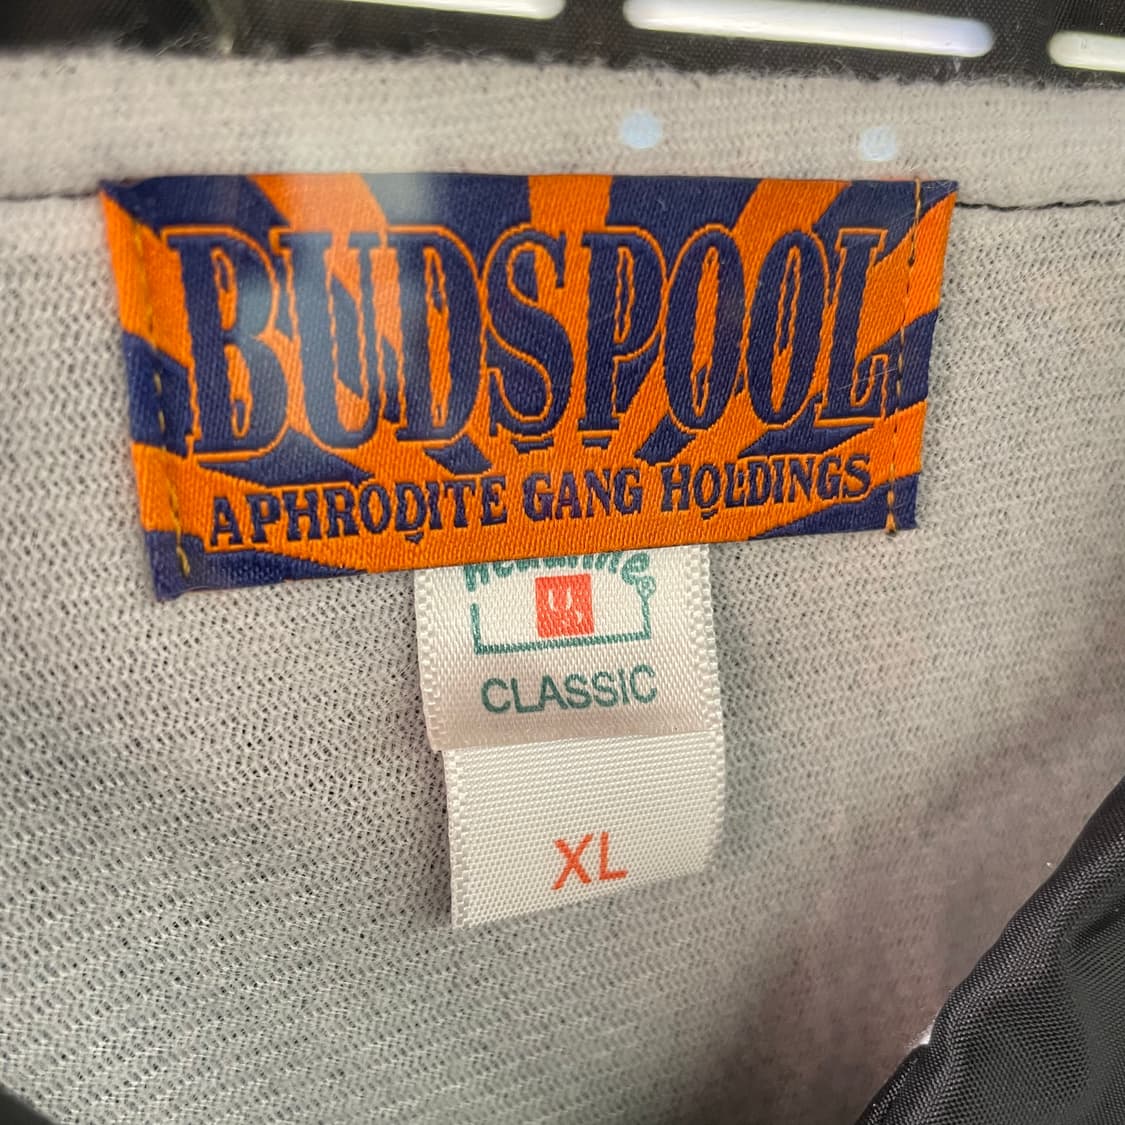 BUDSPOOL
APHRODITE GANG HOLDINGS
CLASSIC
XL